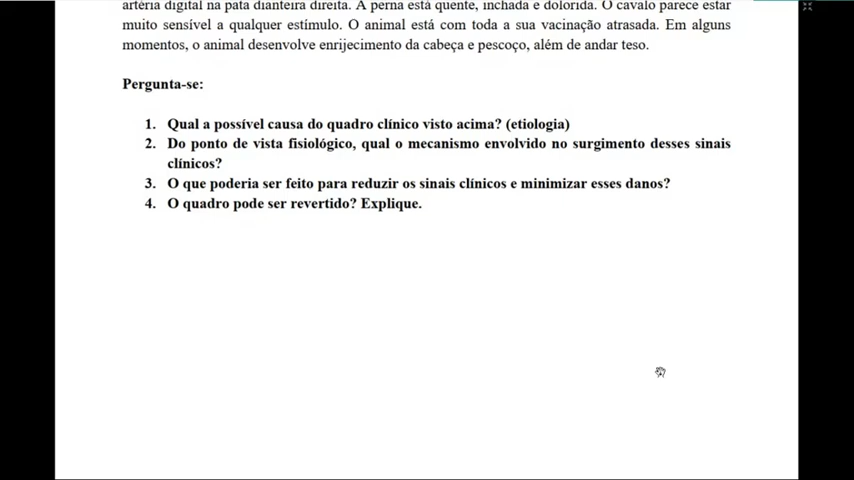 artéria digital na pata dianteira direita. A perna está quente, inchada e dolorida. O cavalo parece estar
muito sensível a qualquer estímulo. O animal está com toda a sua vacinação atrasada. Em alguns
momentos, o animal desenvolve enrijecimento da cabeça e pescoço, além de andar teso.
Pergunta-se:
1. Qual a possível causa do quadro clínico visto acima? (etiologia)
2. Do ponto de vista fisiológico, qual o mecanismo envolvido no surgimento desses sinais
clínicos?
3. O que poderia ser feito para reduzir os sinais clínicos e minimizar esses danos?
4. O quadro pode ser revertido? Explique.